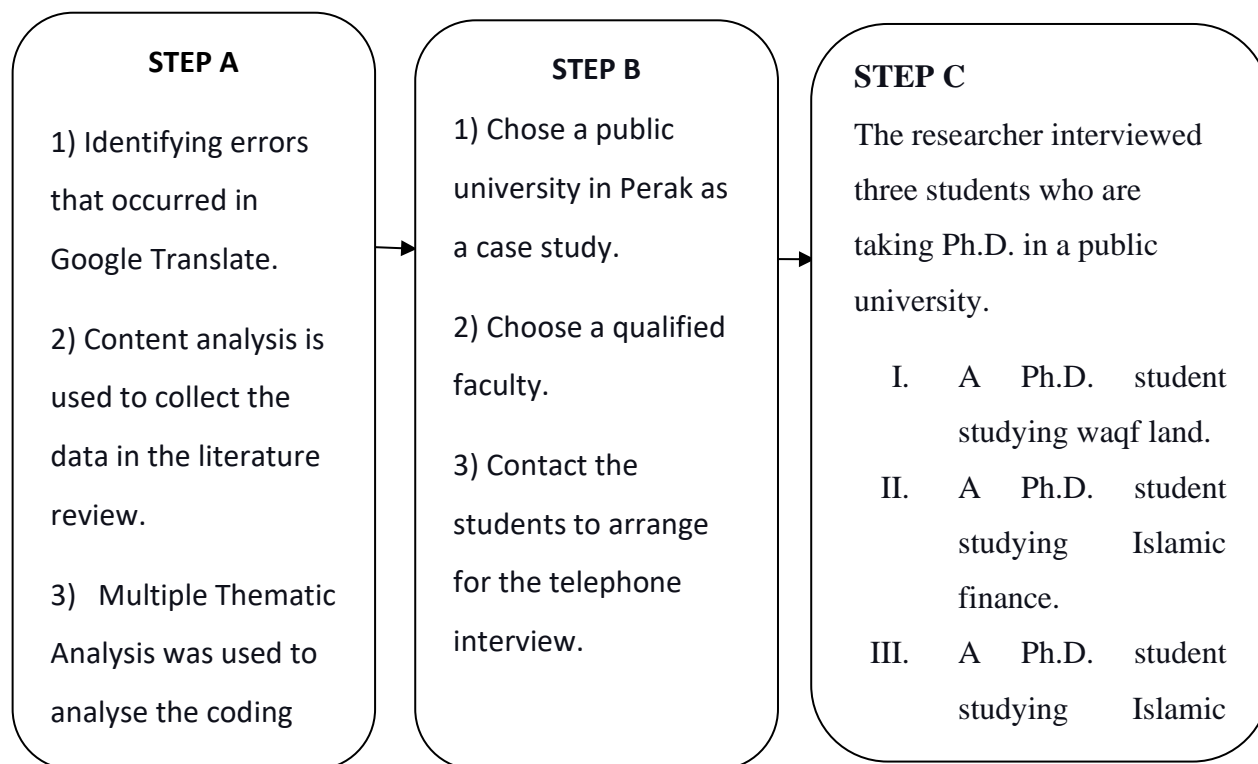 STEP A
1) Identifying errors
that occurred in
Google Translate.
2) Content analysis is
used to collect the
data in the literature
review.
3) Multiple Thematic
Analysis was used to
analyse the coding
STEP B
1) Chose a public
university in Perak as
a case study.
2) Choose a qualified
faculty.
3) Contact the
students to arrange
for the telephone
interview.
STEP C
The researcher interviewed
three students who are
taking Ph.D. in a public
university.
I. A Ph.D. student
studying waqf land.
II. A Ph.D. student
studying Islamic
finance.
III. A Ph.D. student
studying Islamic